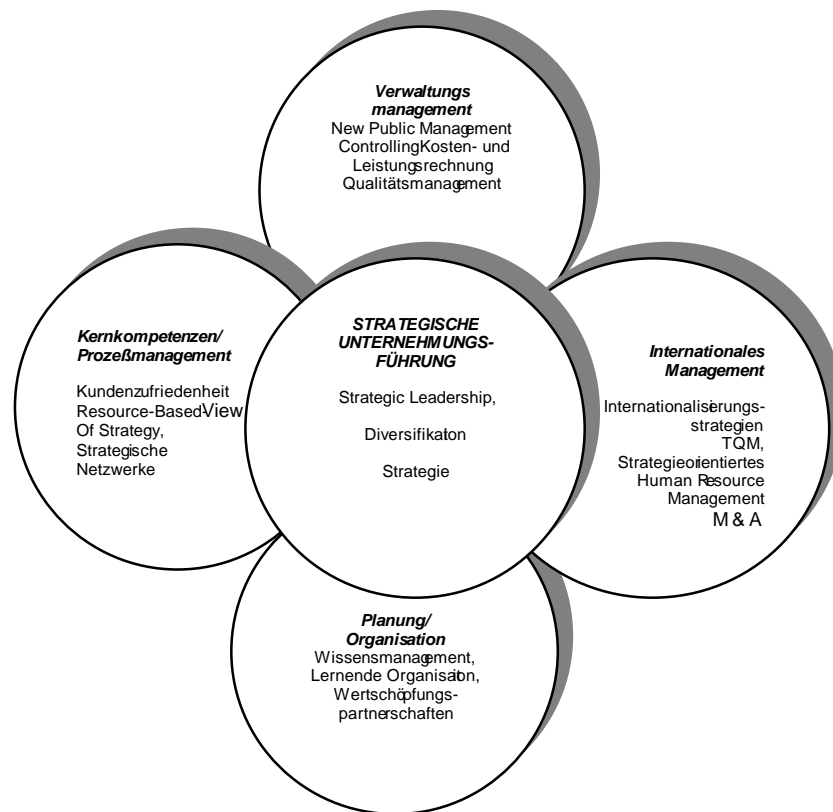 Verwaltungs
management
New Public Management
ControllingKosten- und
Leistungsrechnung
Qualitätsmanagement
Kernkompetenzen/
Prozeßmanagement
Kundenzufriedenheit
Resource-Based-View
Of Strategy,
Strategische
Netzwerke
STRATEGISCHE
UNTERNEHMUNGS-
FÜHRUNG
Strategic Leadership,
Diversifikaton
Strategie
Internationales
Management
Internationalisierungs-
strategien
TQM,
Strategieorientiertes
Human Resource
Management
M & A
Planung/
Organisation
Wissensmanagement,
Lernende Organisaiton,
Wertschöpfungs-
partnerschaften